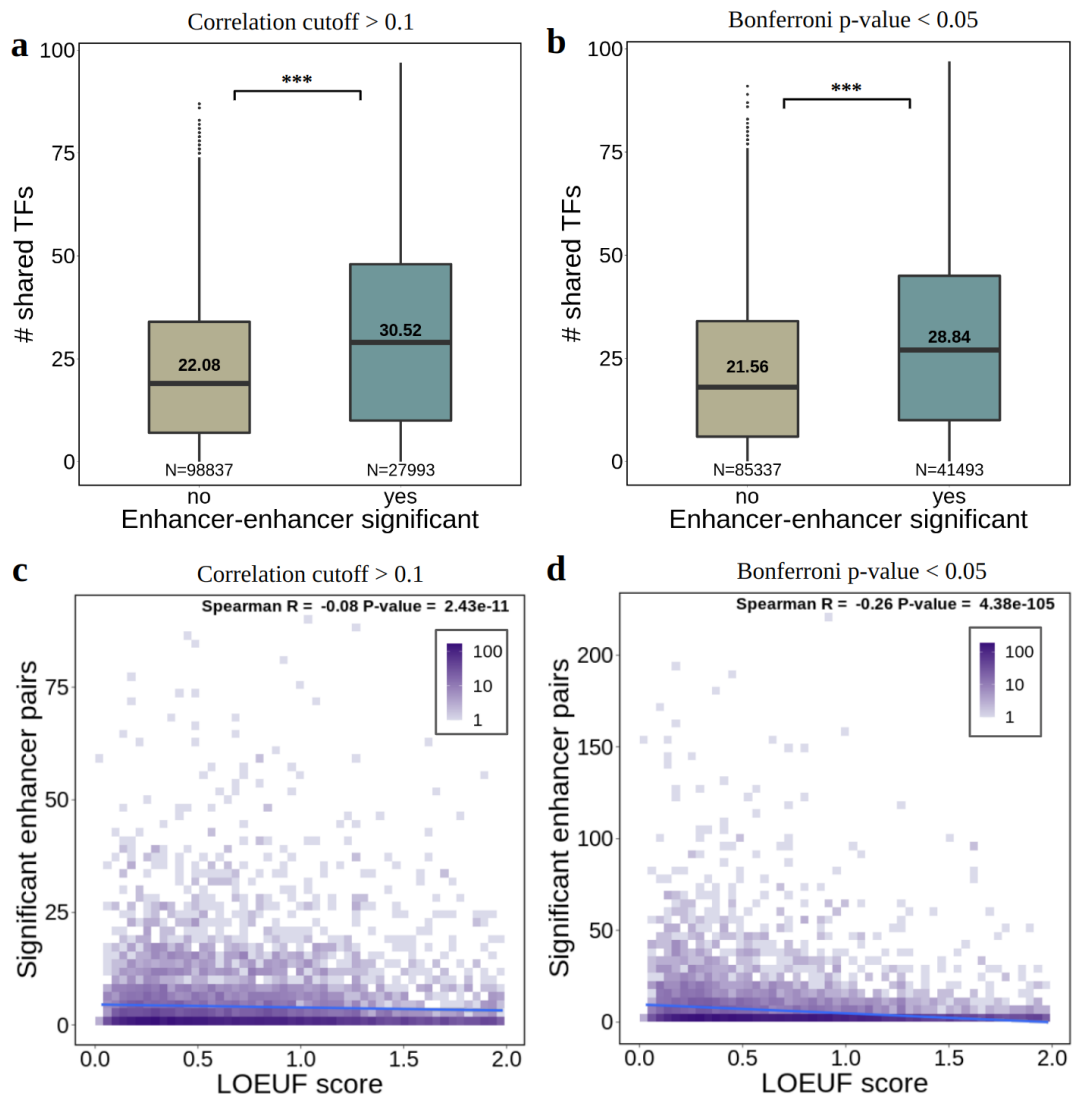 Correlation cutoff > 0.1
a
100
75
50
25
0
# shared TFs
***
22.08
30.52
N=98837
N=27993
no
yes
Enhancer-enhancer significant
Bonferroni p-value < 0.05
b
100
75
50
25
0
# shared TFs
***
21.56
28.84
N=85337
N=41493
no
yes
Enhancer-enhancer significant
Correlation cutoff > 0.1
c
Spearman R = -0.08 P-value = 2.43e-11
100
10
1
75
50
25
0
Significant enhancer pairs
0.0
0.5
1.0
1.5
2.0
LOEUF score
Bonferroni p-value < 0.05
d
Spearman R = -0.26 P-value = 4.38e-105
100
10
1
200
150
100
50
0
Significant enhancer pairs
0.0
0.5
1.0
1.5
2.0
LOEUF score